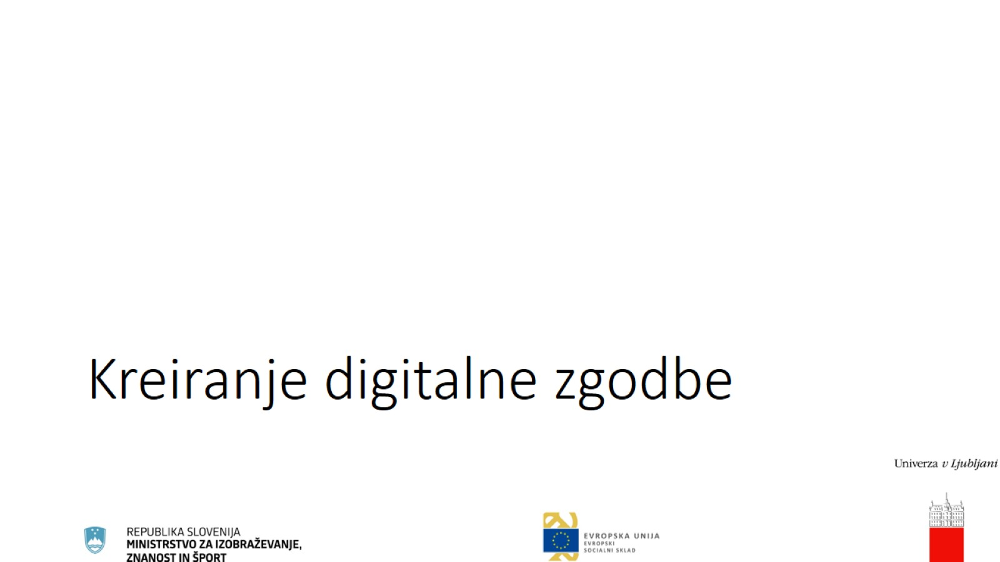 Kreiranje digitalne zgodbe
Univerza v Ljubljani
REPUBLIKA SLOVENIJA
MINISTRSTVO ZA IZOBRAŽEVANJE,
ZNANOST IN ŠPORT
EVROPSKA UNIJA
EVROPSKI
SOCIALNI SKLAD